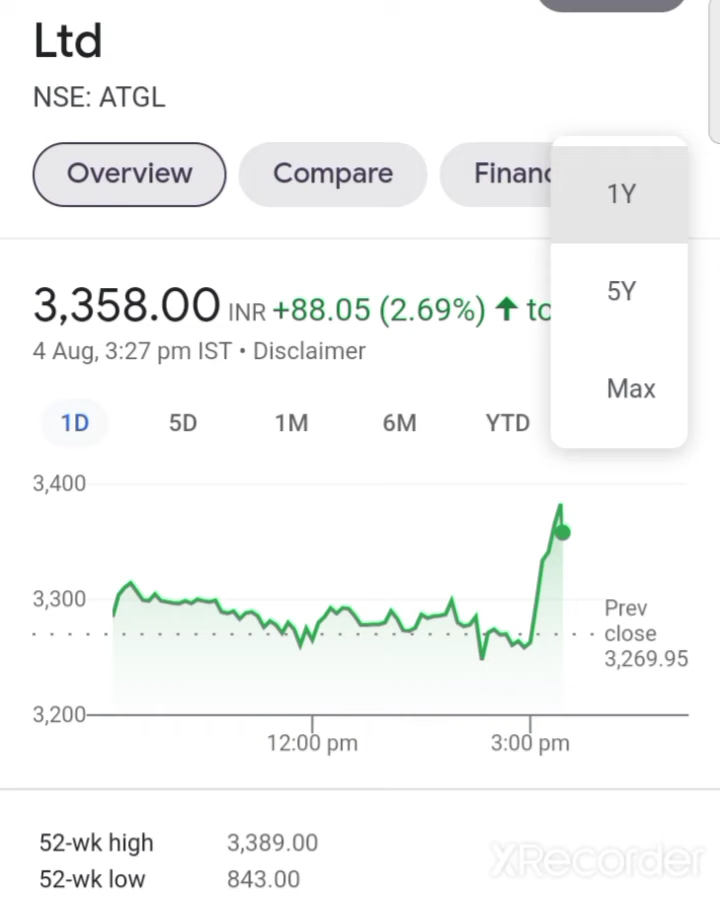 Ltd
NSE: ATGL
Overview
Compare
Financ
1Y
5Y
Max
3,358.00 INR +88.05 (2.69%) ↑ to
4 Aug, 3:27 pm IST • Disclaimer
1D 5D 1M 6M YTD
3,400
3,300
3,200
Prev
close
3,269.95
12:00 pm 3:00 pm
52-wk high 3,389.00
52-wk low 843.00
XRecorder